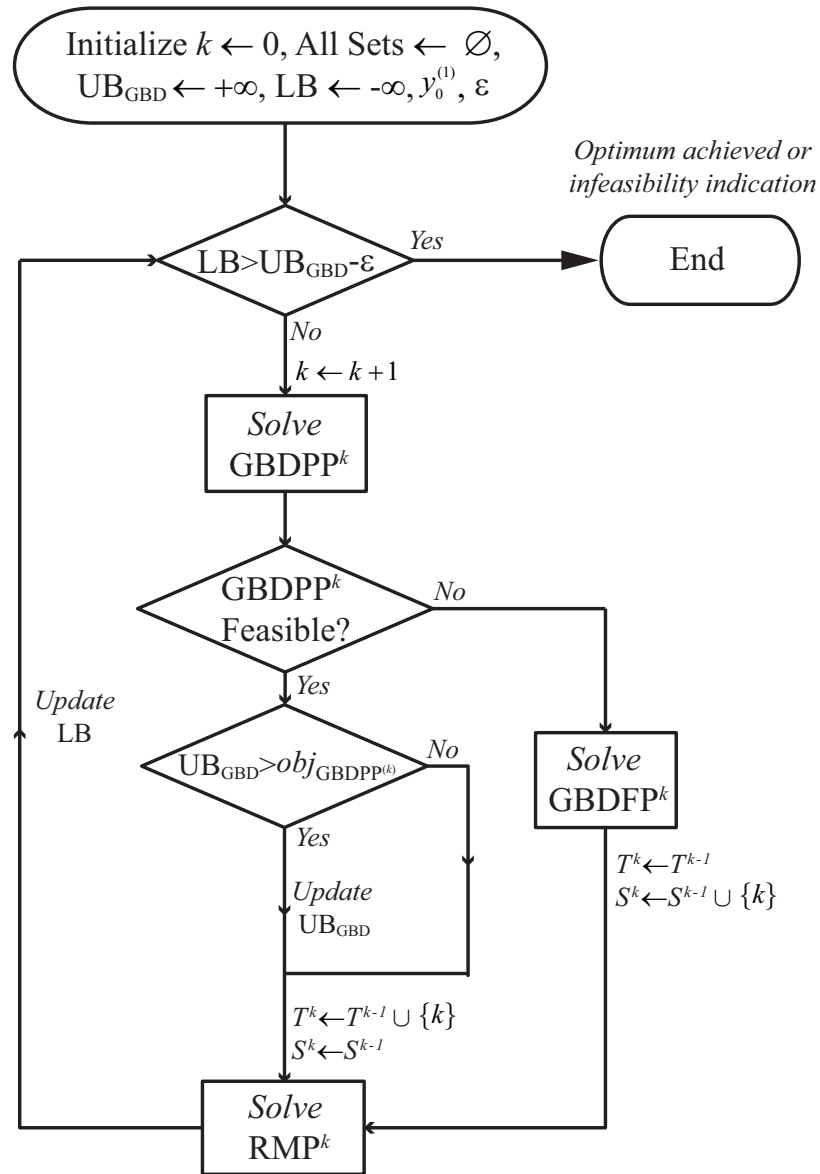 Initialize k ← 0, All Sets ← ∅,
UB_GBD ← +∞, LB ← -∞, y_0^(1), ε
Optimum achieved or
infeasibility indication
LB>UB_GBD-ε
Yes
End
No
k ← k + 1
Solve
GBDPP^k
GBDPP^k
Feasible?
No
Yes
Update
LB
UB_GBD>obj_GBDPP^(k)
No
Solve
GBDFP^k
Yes
Update
UB_GBD
T^k←T^k-1
S^k←S^k-1 ∪ {k}
T^k←T^k-1 ∪ {k}
S^k←S^k-1
Solve
RMP^k